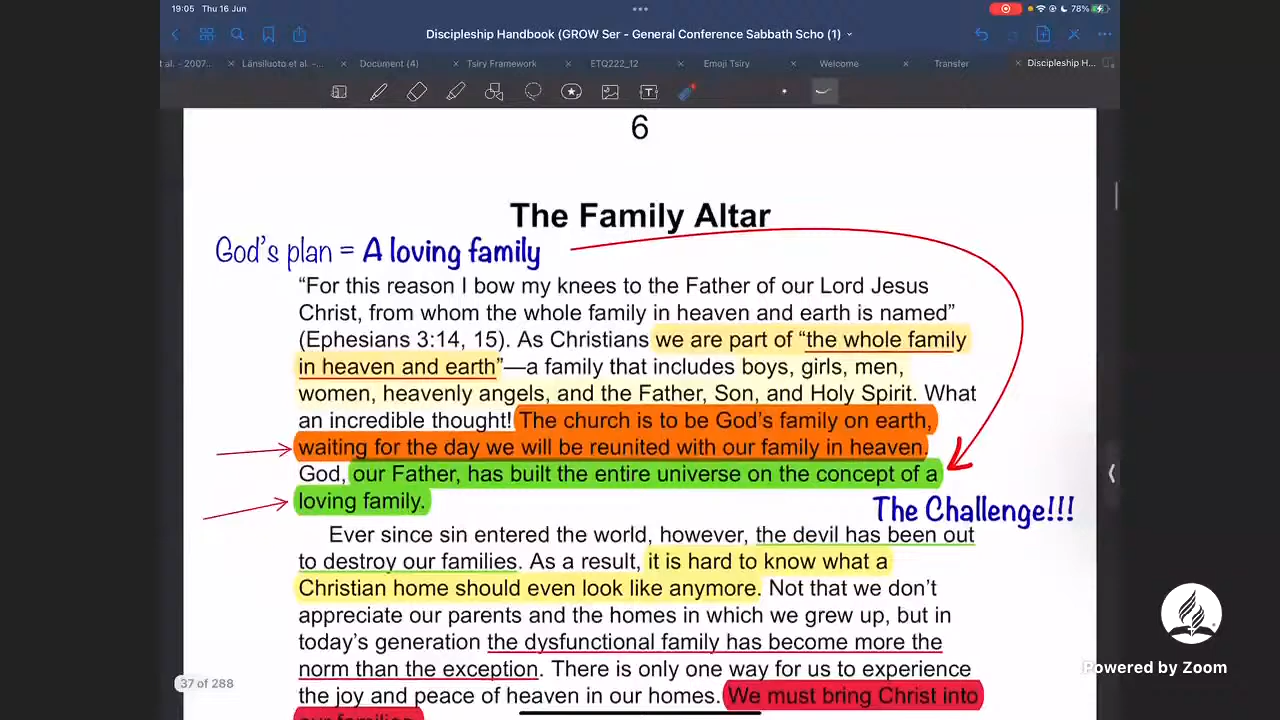 19:05 Thu 16 Jun
78%
Discipleship Handbook (GROW Ser - General Conference Sabbath Scho (1)
t al. - 2007...
Länsiluoto et al. -...
Document (4)
Tsiry Framework
ETQ222_12
Emoji Tsiry
Welcome
Transfer
Discipleship H...
6
The Family Altar
God's plan = A loving family
“For this reason I bow my knees to the Father of our Lord Jesus
Christ, from whom the whole family in heaven and earth is named”
(Ephesians 3:14, 15). As Christians we are part of “the whole family
in heaven and earth”—a family that includes boys, girls, men,
women, heavenly angels, and the Father, Son, and Holy Spirit. What
an incredible thought! The church is to be God’s family on earth,
waiting for the day we will be reunited with our family in heaven.
God, our Father, has built the entire universe on the concept of a
loving family.
The Challenge!!!
Ever since sin entered the world, however, the devil has been out
to destroy our families. As a result, it is hard to know what a
Christian home should even look like anymore. Not that we don’t
appreciate our parents and the homes in which we grew up, but in
today’s generation the dysfunctional family has become more the
norm than the exception. There is only one way for us to experience
the joy and peace of heaven in our homes. We must bring Christ into
our families.
37 of 288
Powered by Zoom